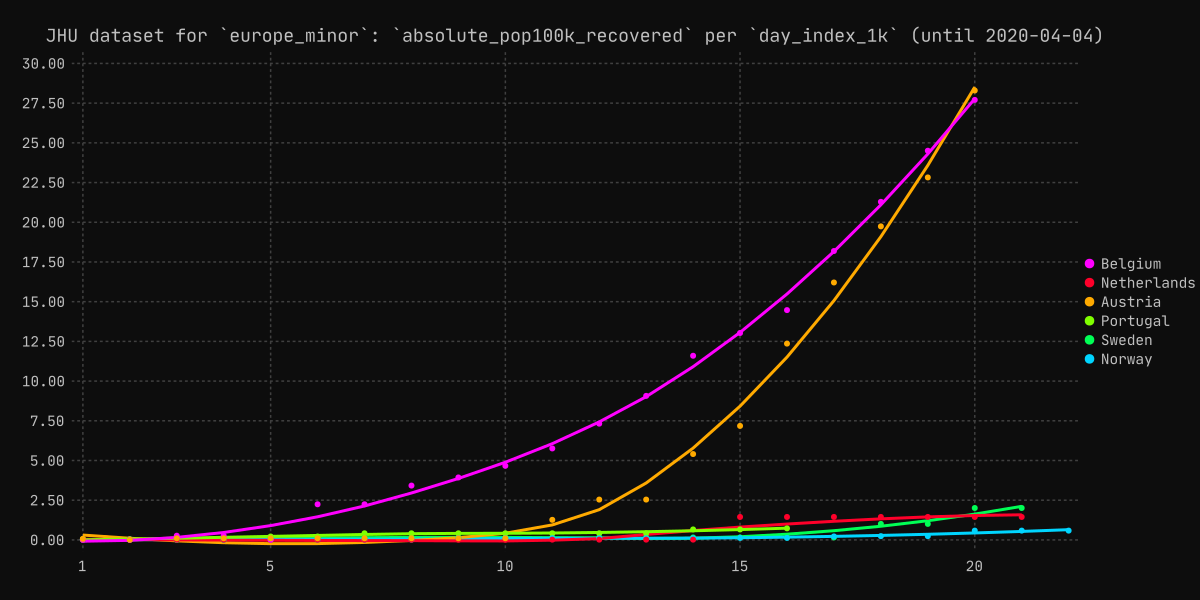 JHU dataset for `europe_minor`: `absolute_pop100k_recovered` per `day_index_1k` (until 2020-04-04)
30.00
27.50
25.00
22.50
20.00
17.50
15.00
12.50
10.00
7.50
5.00
2.50
0.00
1 5 10 15 20
Belgium
Netherlands
Austria
Portugal
Sweden
Norway